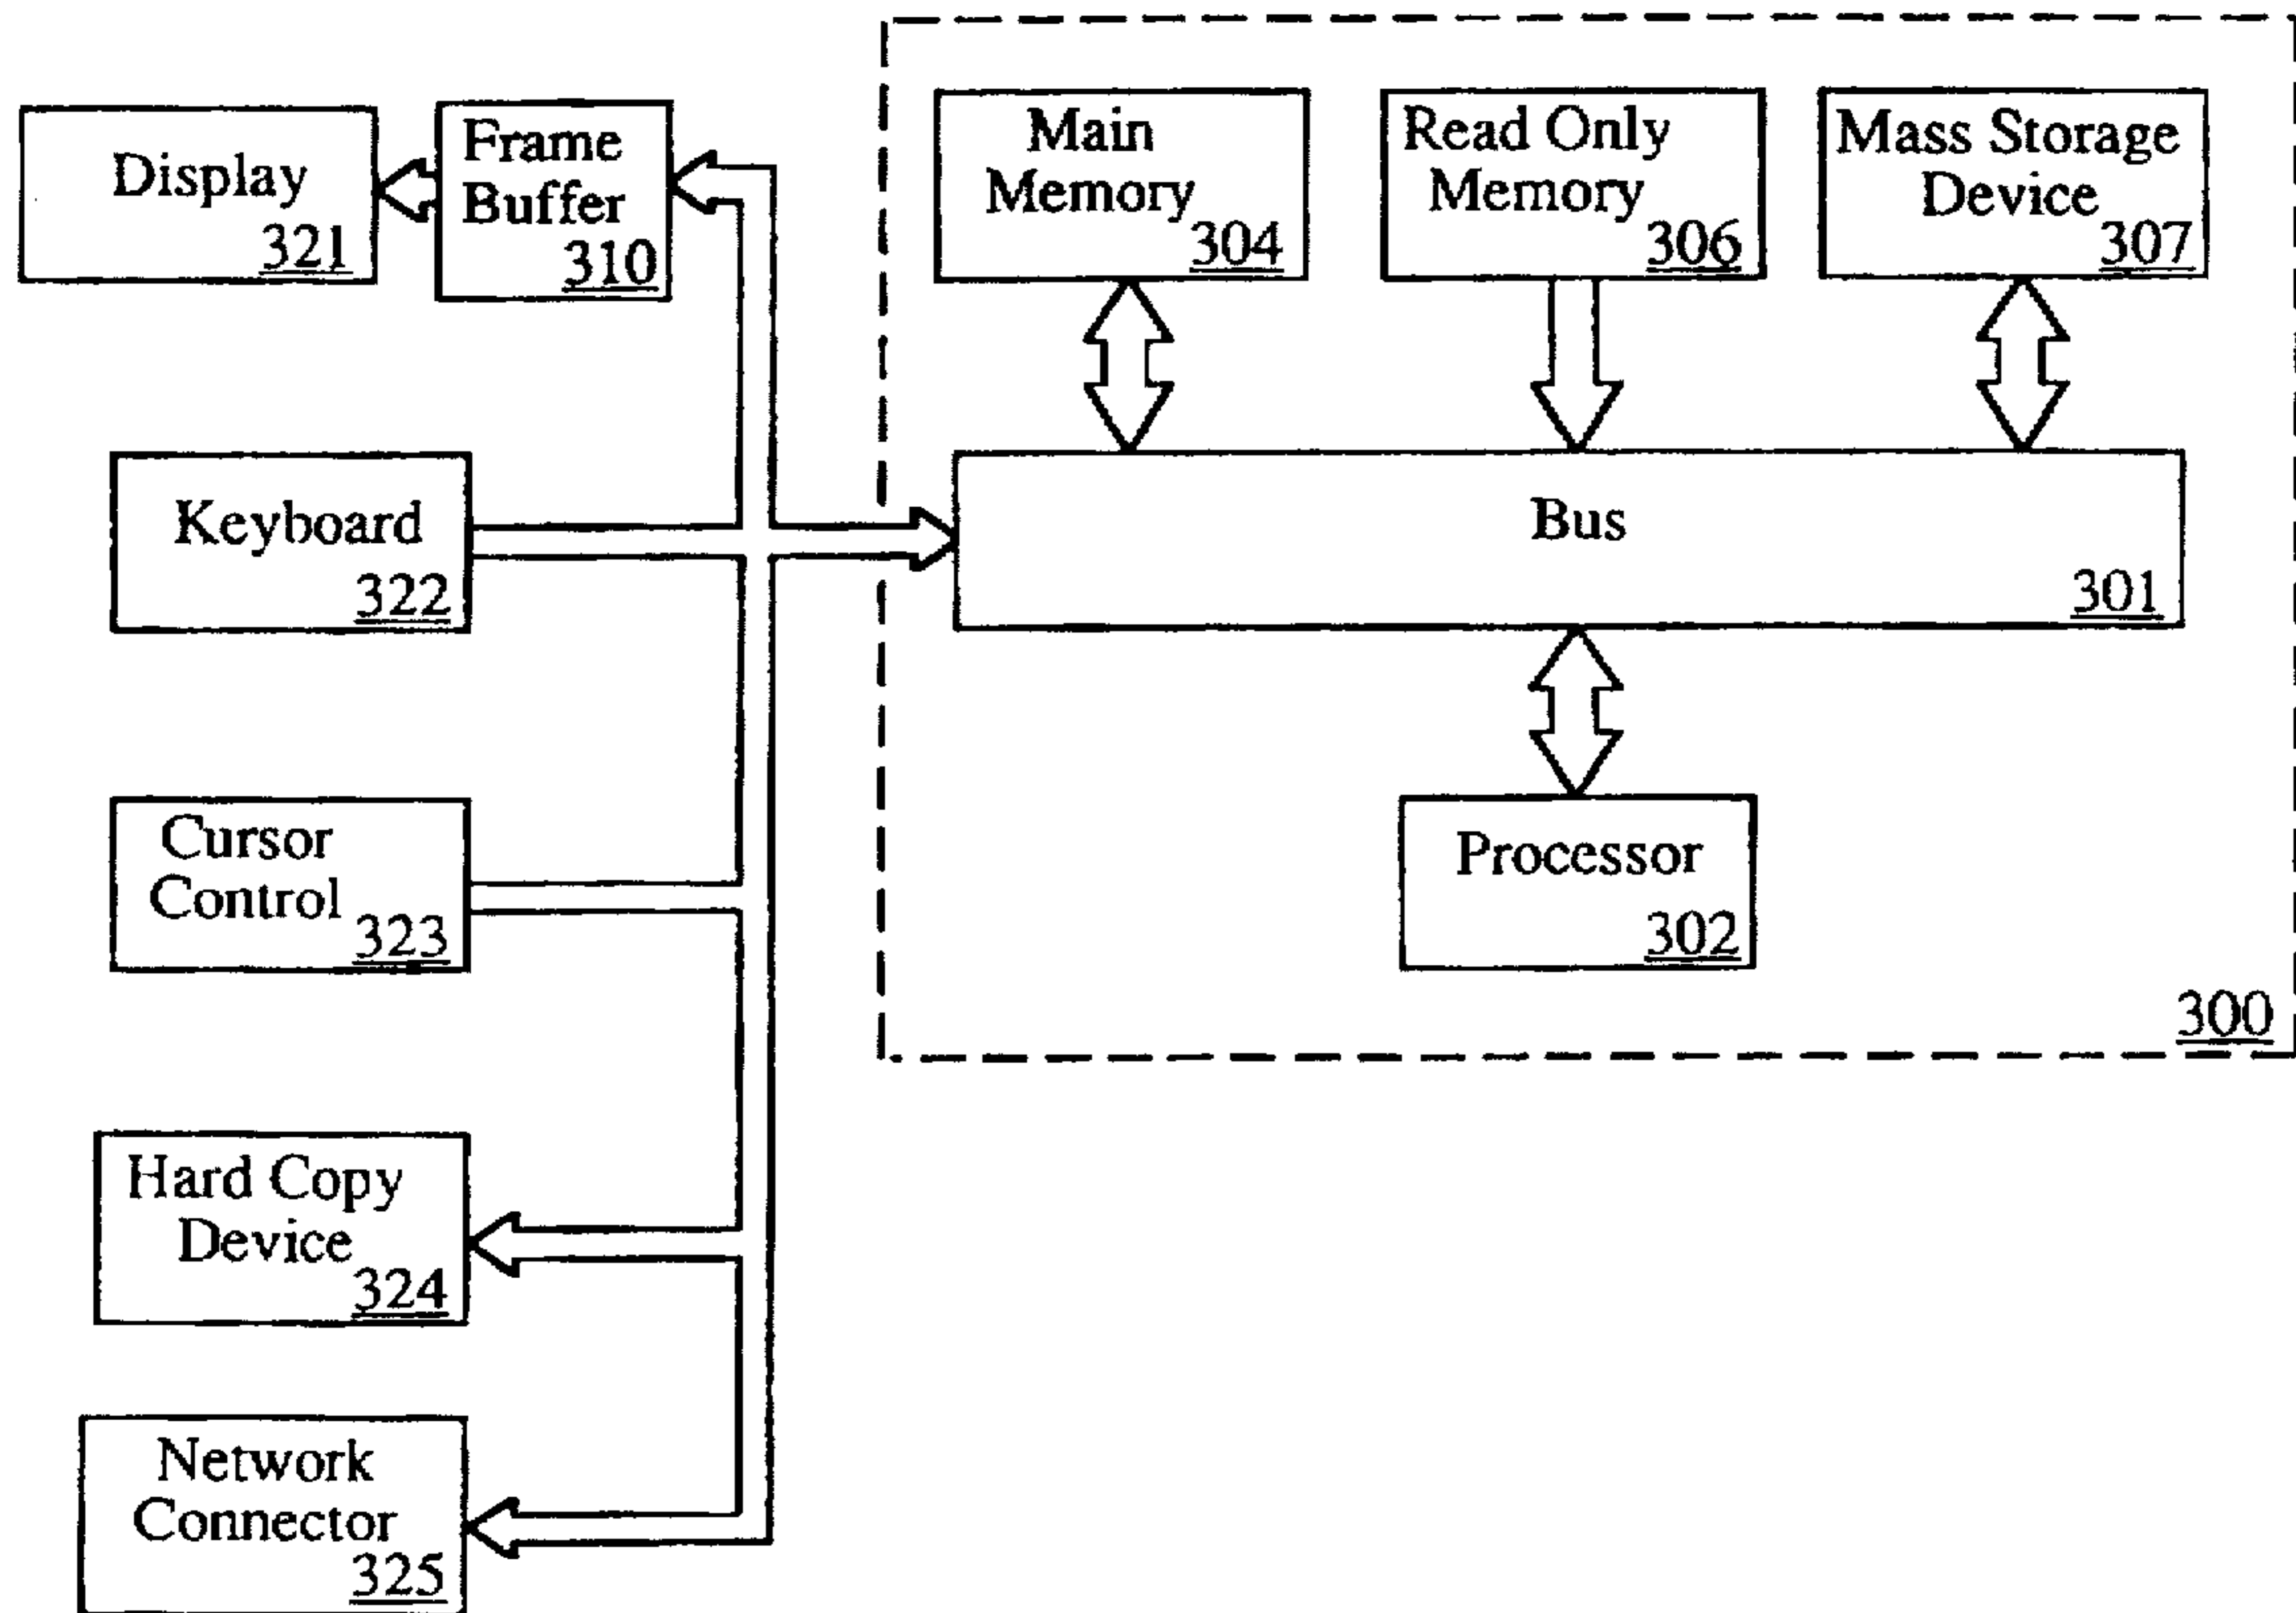 Display
321
Frame
Buffer
310
Main
Memory
304
Read Only
Memory
306
Mass Storage
Device
307
Keyboard
322
Bus
301
Cursor
Control
323
Processor
302
300
Hard Copy
Device
324
Network
Connector
325